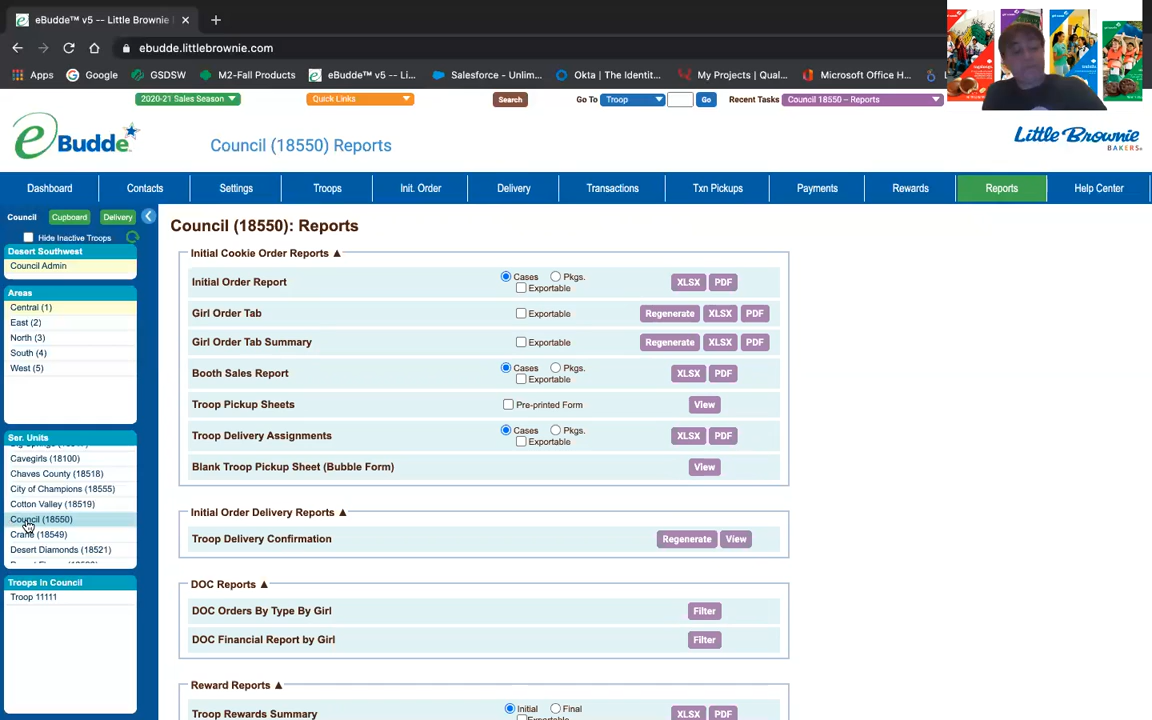 eBudde™ v5 -- Little Brownie
ebudde.littlebrownie.com
Apps Google GSDSW M2-Fall Products eBudde™ v5 -- Li... Salesforce - Unlim... Okta | The Identit... My Projects | Qual... Microsoft Office H...
2020-21 Sales Season Quick Links Search Go To Troop Go Recent Tasks Council 18550 – Reports
eBudde
Council (18550) Reports
Little Brownie
BAKERS
Dashboard Contacts Settings Troops Init. Order Delivery Transactions Txn Pickups Payments Rewards Reports Help Center
Council Cupboard Delivery
Hide Inactive Troops
Desert Southwest
Council Admin
Areas
Central (1)
East (2)
North (3)
South (4)
West (5)
Ser. Units
Cavegirls (18100)
Chaves County (18518)
City of Champions (18555)
Cotton Valley (18519)
Council (18550)
Crane (18549)
Desert Diamonds (18521)
Troops In Council
Troop 11111
Council (18550): Reports
Initial Cookie Order Reports ▲
Initial Order Report Cases Pkgs. Exportable XLSX PDF
Girl Order Tab Exportable Regenerate XLSX PDF
Girl Order Tab Summary Exportable Regenerate XLSX PDF
Booth Sales Report Cases Pkgs. Exportable XLSX PDF
Troop Pickup Sheets Pre-printed Form View
Troop Delivery Assignments Cases Pkgs. Exportable XLSX PDF
Blank Troop Pickup Sheet (Bubble Form) View
Initial Order Delivery Reports ▲
Troop Delivery Confirmation Regenerate View
DOC Reports ▲
DOC Orders By Type By Girl Filter
DOC Financial Report by Girl Filter
Reward Reports ▲
Troop Rewards Summary Initial Final Exportable XLSX PDF